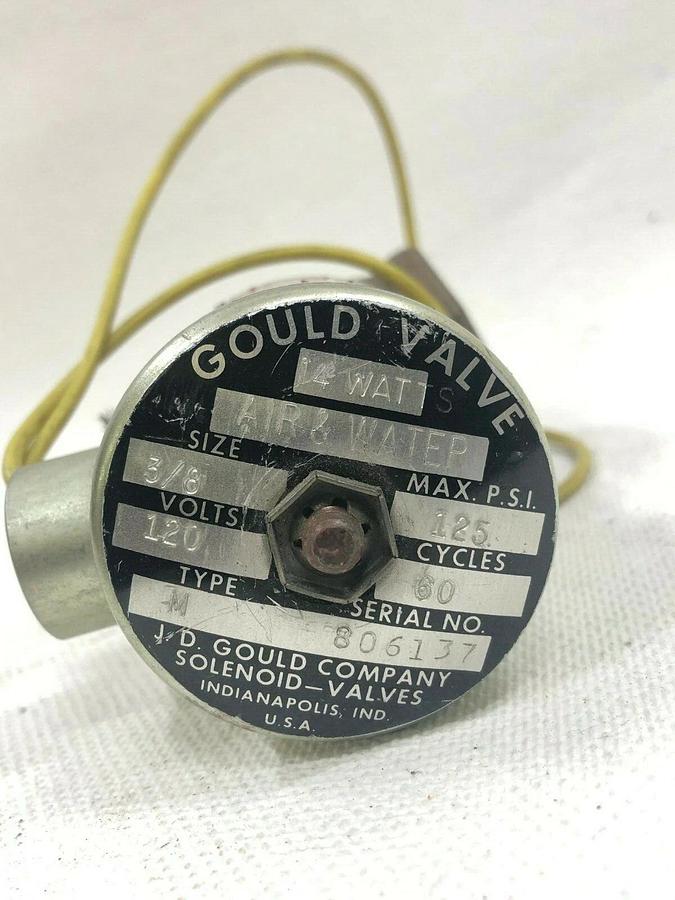 GOULD VALVE
14 WATTS
AIR & WATER
SIZE
3/8
MAX. P.S.I.
125
VOLTS
120
CYCLES
60
TYPE
M
SERIAL NO.
806137
J. D. GOULD COMPANY
SOLENOID—VALVES
INDIANAPOLIS, IND.
U.S.A.